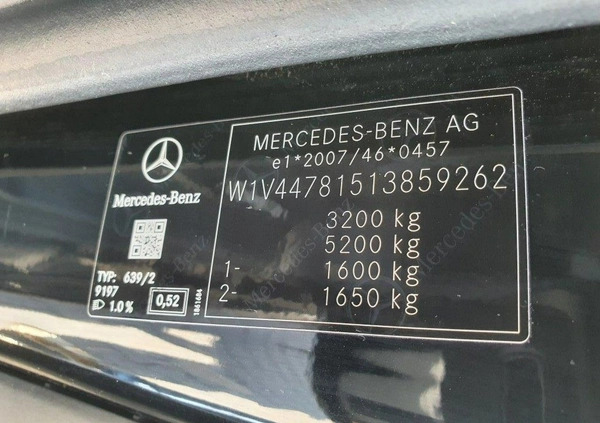 Mercedes-Benz
TYP: 639/2
9197
1.0%
0,52
1861684
MERCEDES-BENZ AG
e1*2007/46*0457
W1V44781513859262
3200 kg
5200 kg
1- 1600 kg
2- 1650 kg